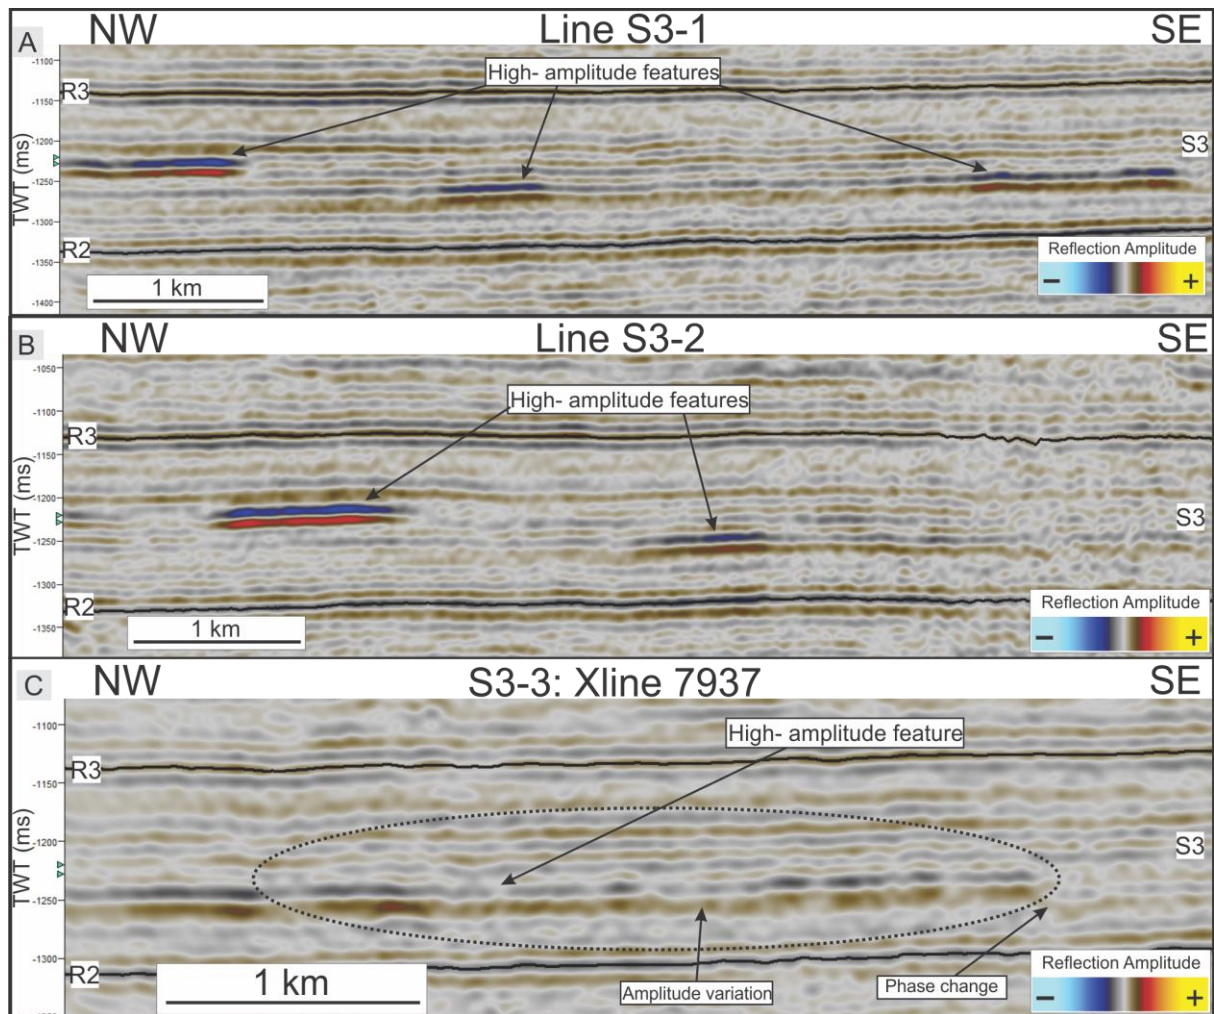 A
NW
Line S3-1
SE
High- amplitude features
-1100
R3
-1150
-1200
S3
TWT (ms)
-1250
-1300
R2
-1350
Reflection Amplitude
− +
1 km
-1400
B
NW
Line S3-2
SE
-1050
High- amplitude features
-1100
R3
-1150
TWT (ms)
-1200
S3
-1250
-1300
R2
Reflection Amplitude
-1350
1 km
− +
C
NW
S3-3: Xline 7937
SE
-1100
High- amplitude feature
R3
-1150
TWT (ms)
-1200
S3
-1250
-1300
R2
Reflection Amplitude
1 km
Amplitude variation
Phase change
− +